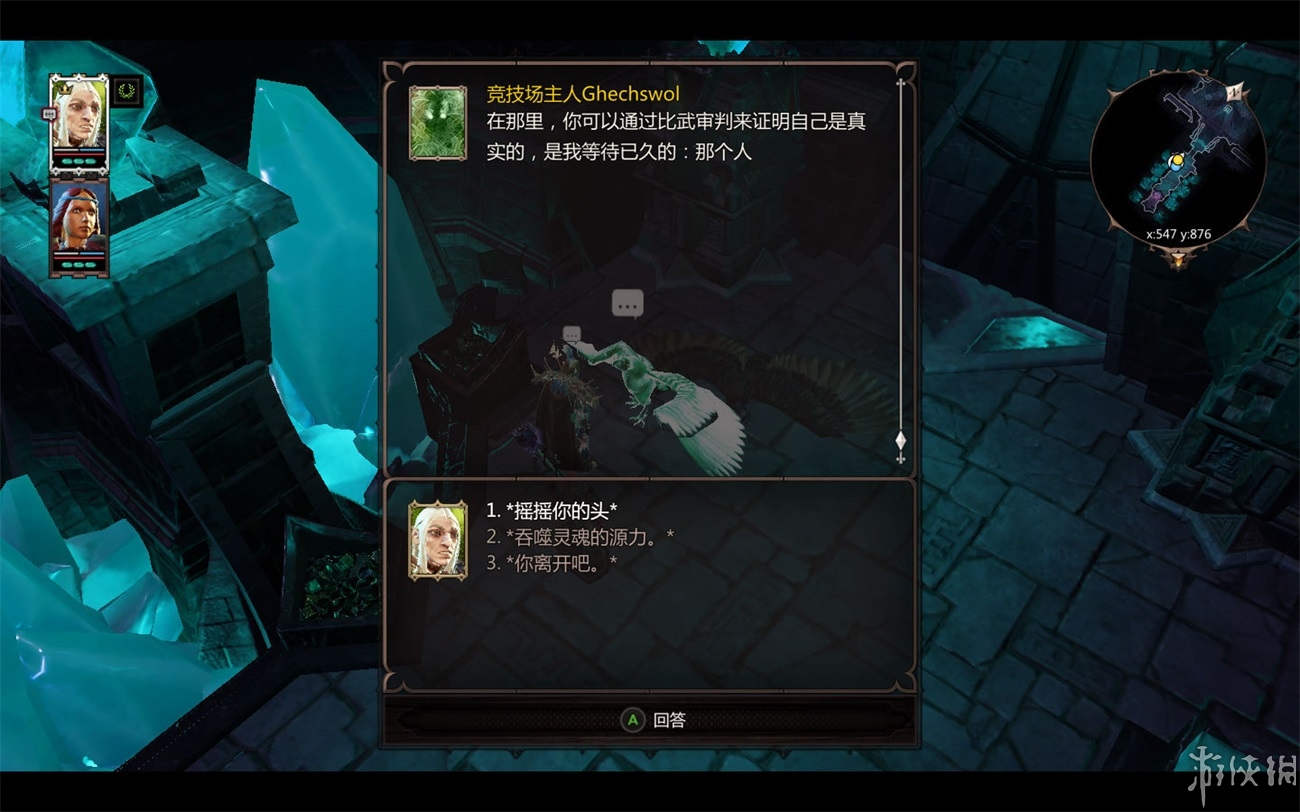 竞技场主人Ghechswol
在那里，你可以通过比武审判来证明自己是真
实的，是我等待已久的：那个人
x:547 y:876
1. *摇摇你的头*
2. *吞噬灵魂的源力。*
3. *你离开吧。*
A 回答
游侠網